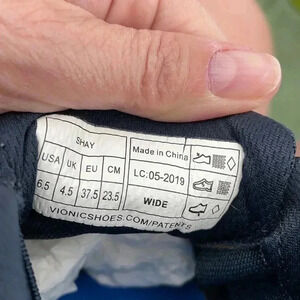 SHAY
USA UK EU CM
6.5 4.5 37.5 23.5
Made in China
LC:05-2019
WIDE
VIONICSHOES.COM/PATENTS